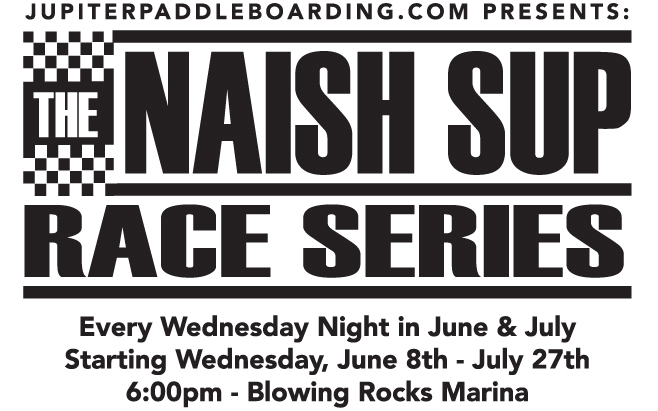 JUPITERPADDLEBOARDING.COM PRESENTS:
THE NAISH SUP
RACE SERIES
Every Wednesday Night in June & July
Starting Wednesday, June 8th - July 27th
6:00pm - Blowing Rocks Marina